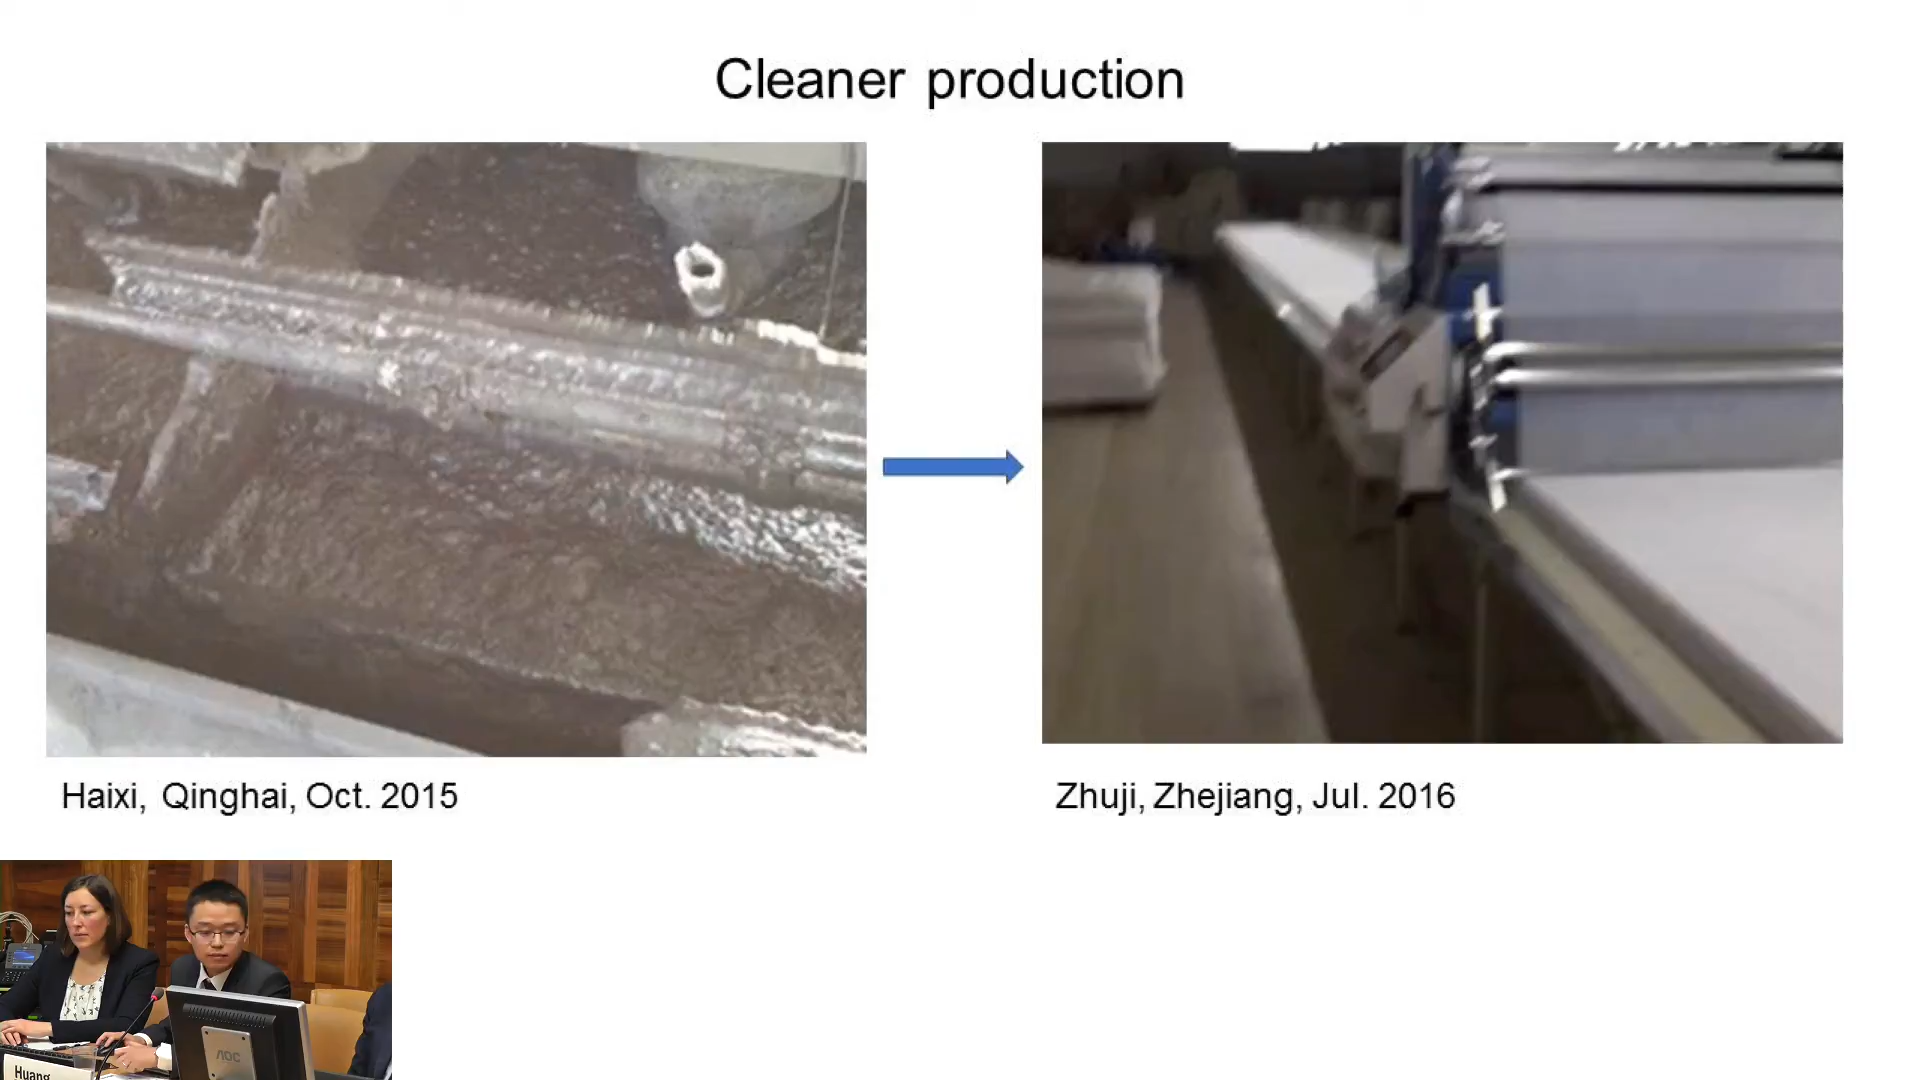 Cleaner production
Haixi, Qinghai, Oct. 2015
Zhuji, Zhejiang, Jul. 2016
AOC
Huang